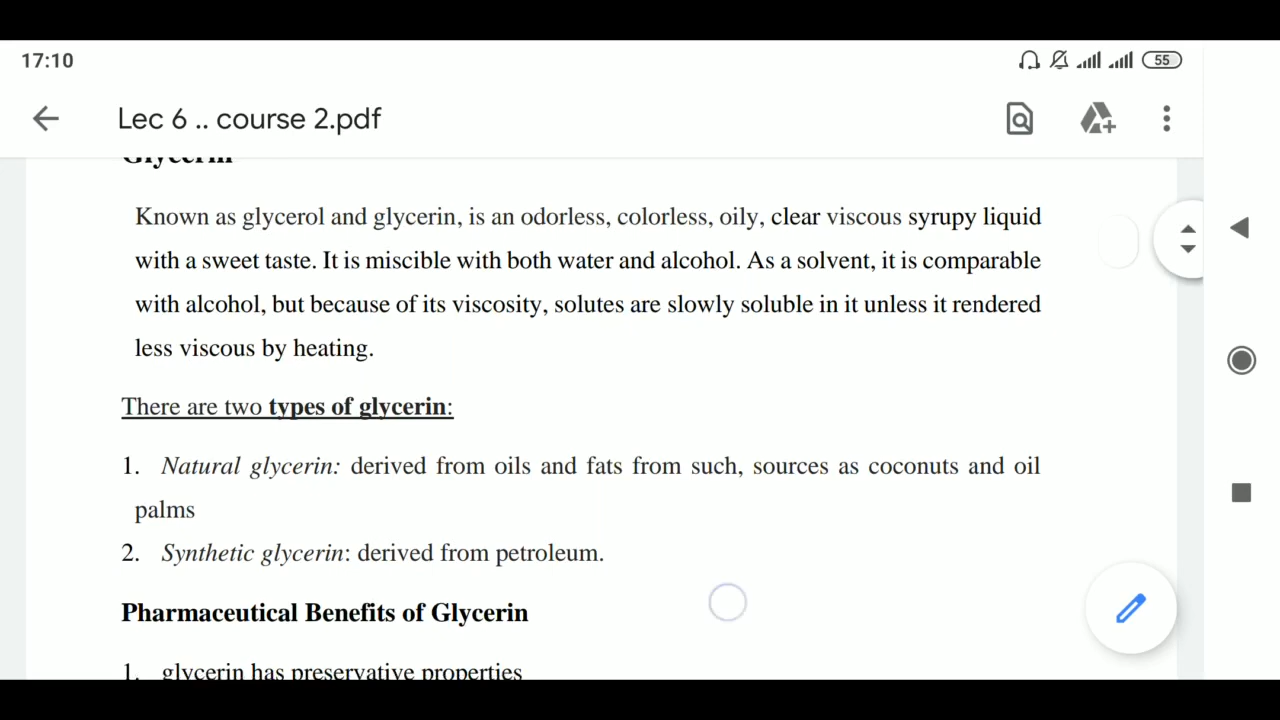 17:10
55
Lec 6 .. course 2.pdf
Glycerin
Known as glycerol and glycerin, is an odorless, colorless, oily, clear viscous syrupy liquid
with a sweet taste. It is miscible with both water and alcohol. As a solvent, it is comparable
with alcohol, but because of its viscosity, solutes are slowly soluble in it unless it rendered
less viscous by heating.
There are two types of glycerin:
1. Natural glycerin: derived from oils and fats from such, sources as coconuts and oil
palms
2. Synthetic glycerin: derived from petroleum.
Pharmaceutical Benefits of Glycerin
1. glycerin has preservative properties